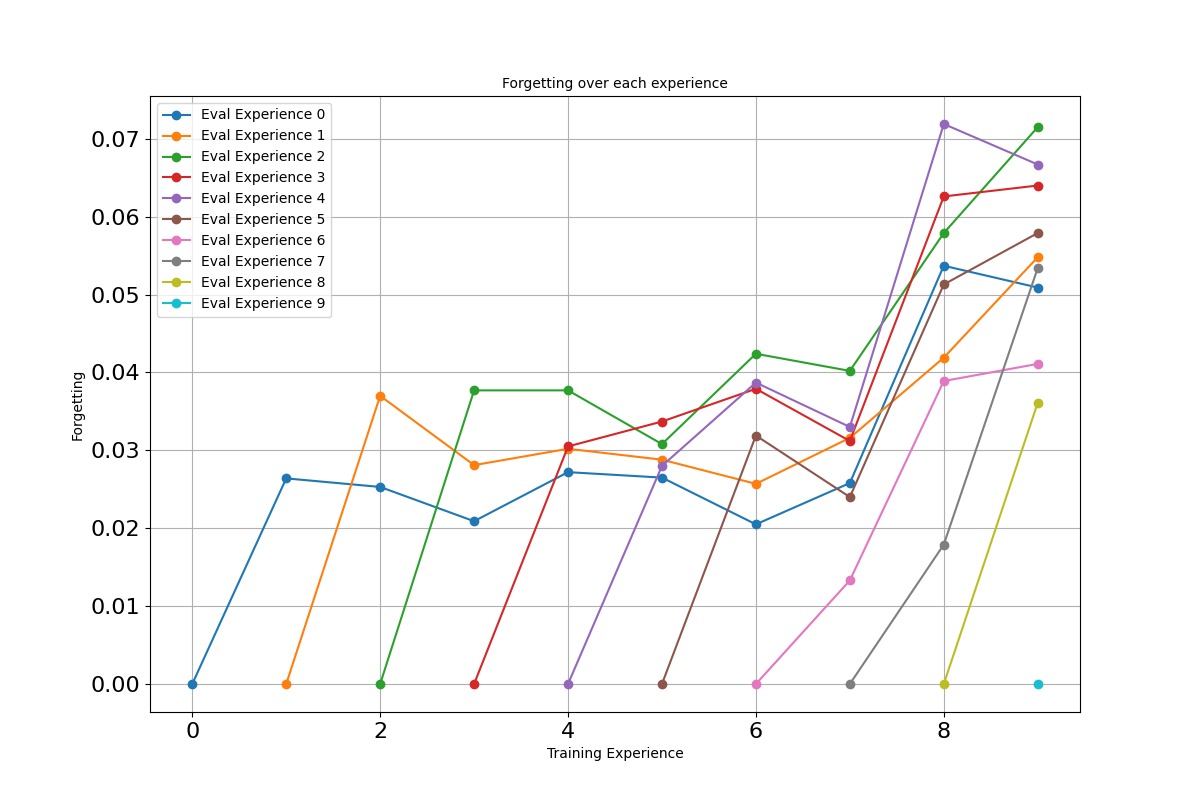 Forgetting over each experience
Eval Experience 0
Eval Experience 1
Eval Experience 2
Eval Experience 3
Eval Experience 4
Eval Experience 5
Eval Experience 6
Eval Experience 7
Eval Experience 8
Eval Experience 9
0.07
0.06
0.05
0.04
0.03
0.02
0.01
0.00
Forgetting
0 2 4 6 8
Training Experience